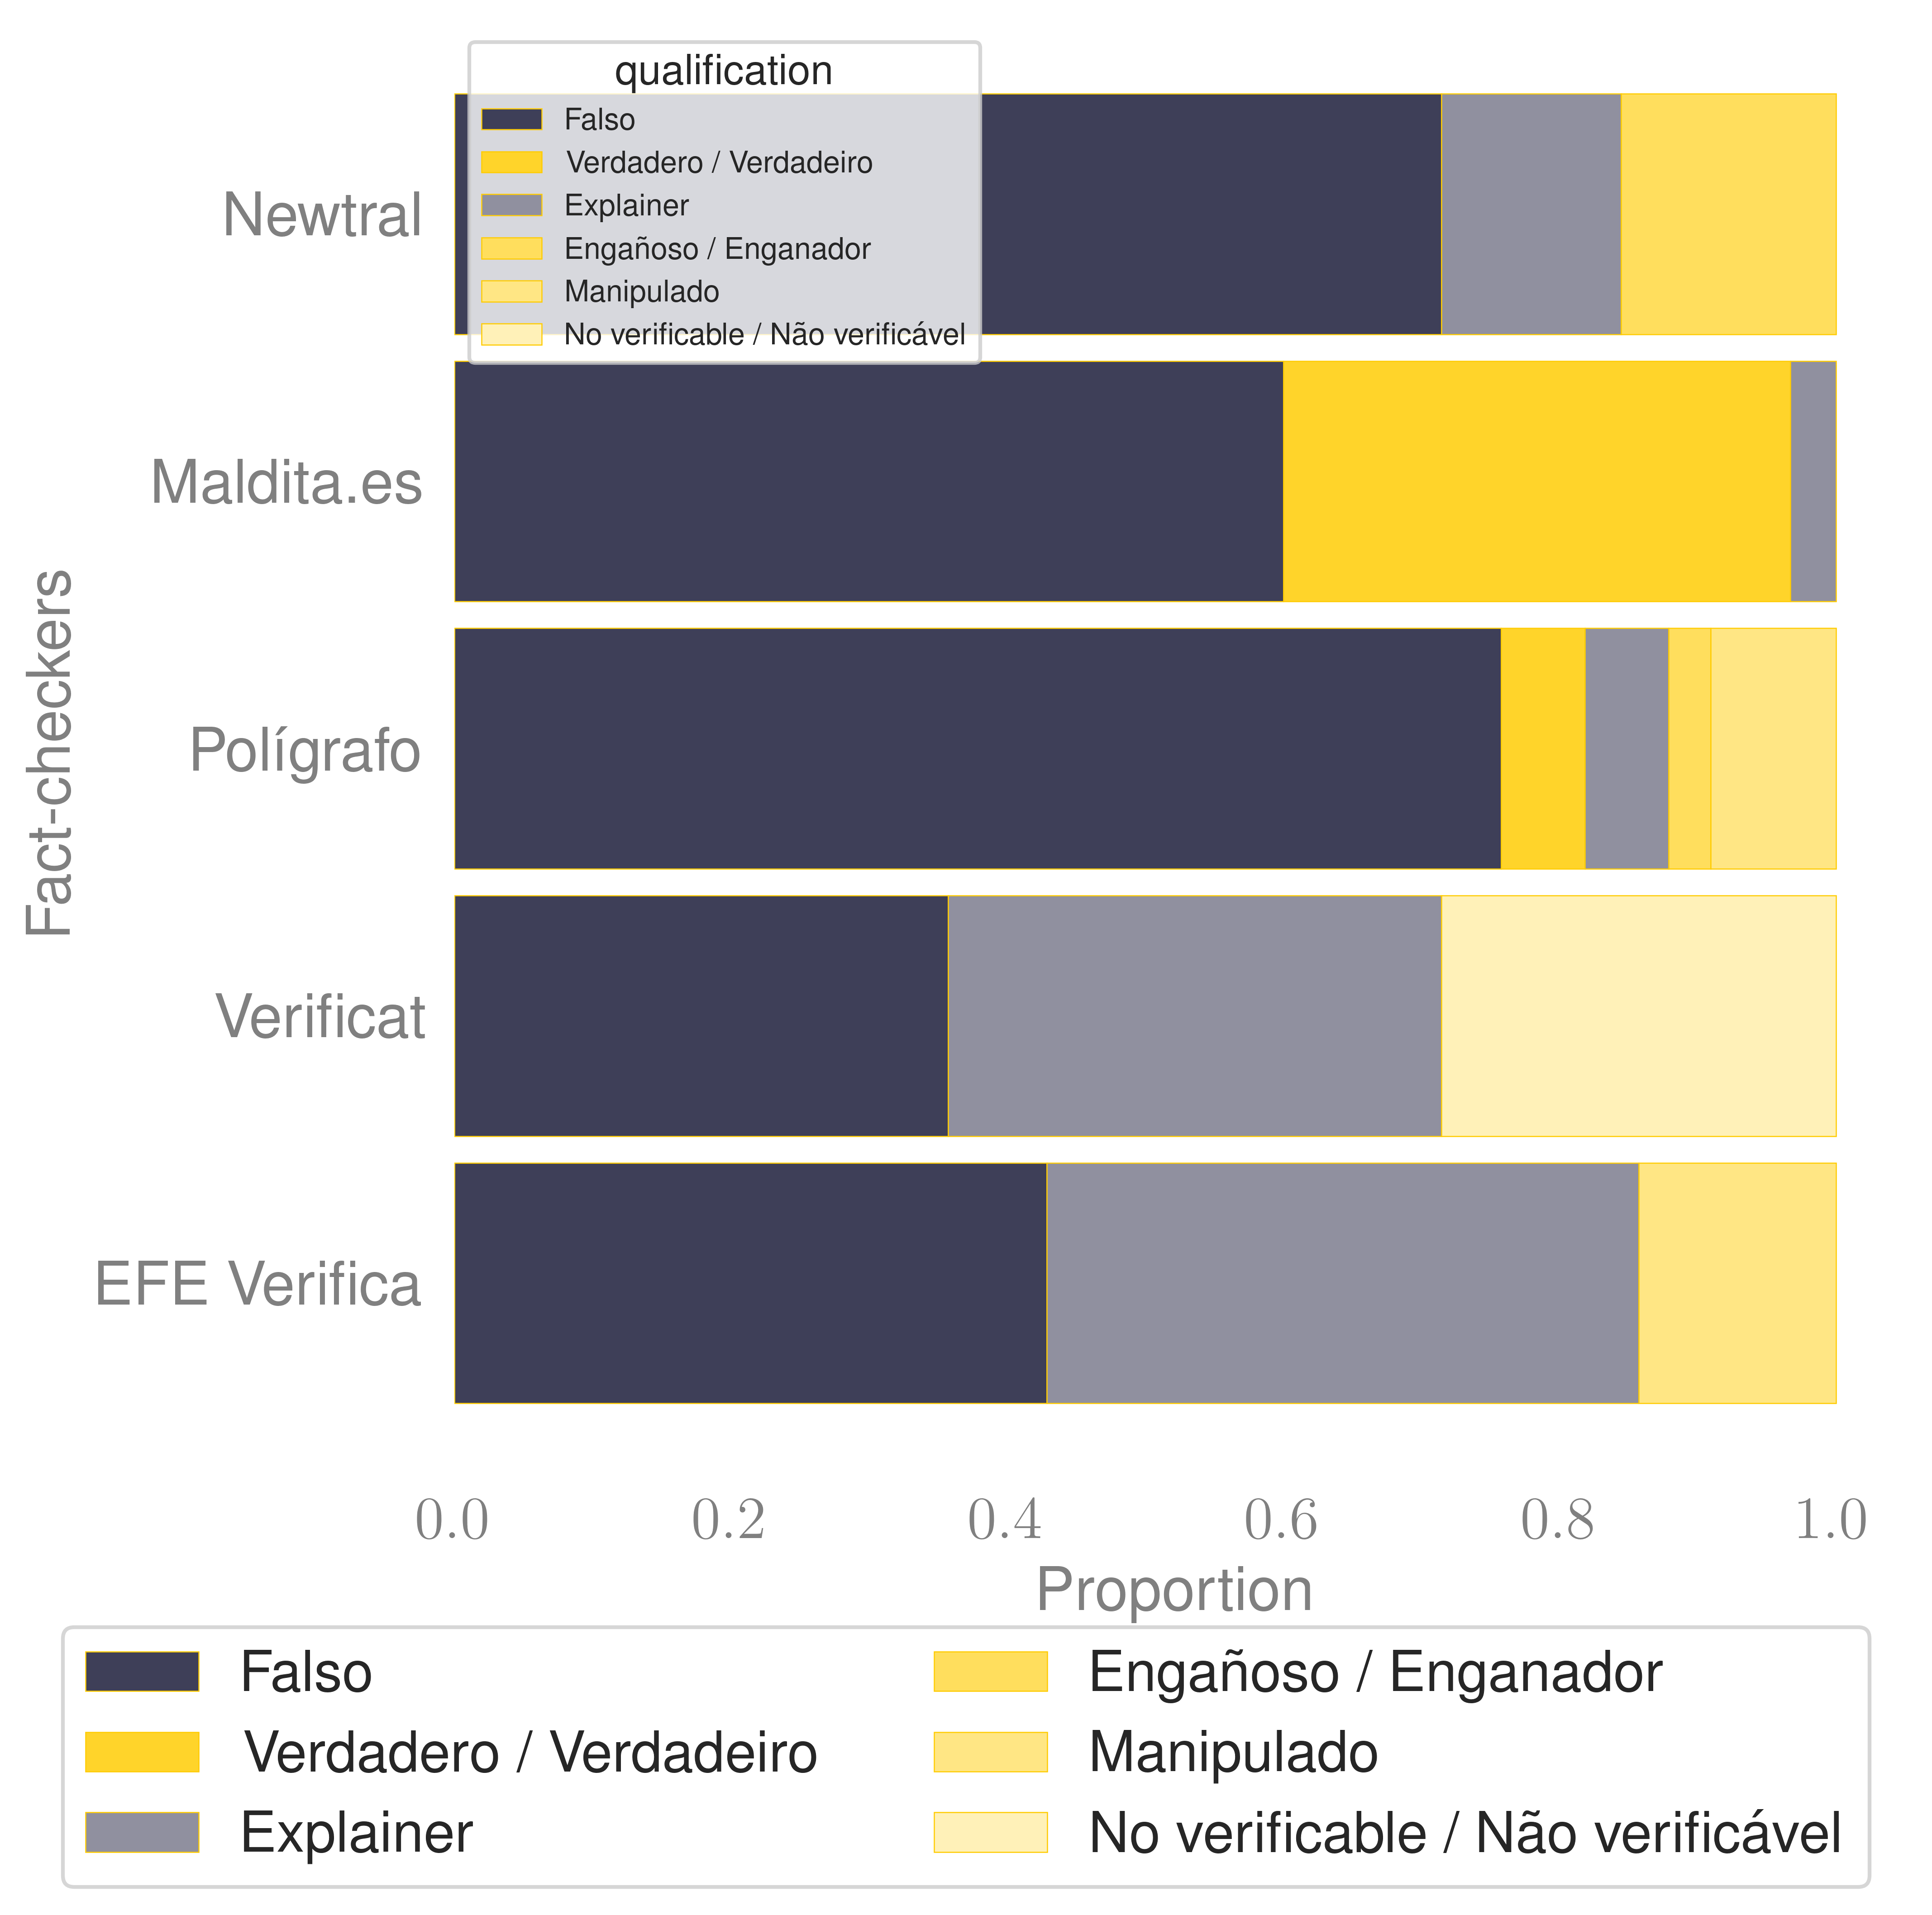 qualification
Falso
Verdadero / Verdadeiro
Explainer
Engañoso / Enganador
Manipulado
No verificable / Não verificável
Newtral
Maldita.es
Polígrafo
Verificat
EFE Verifica
Fact-checkers
0.0 0.2 0.4 0.6 0.8 1.0
Proportion
Falso
Verdadero / Verdadeiro
Explainer
Engañoso / Enganador
Manipulado
No verificable / Não verificável